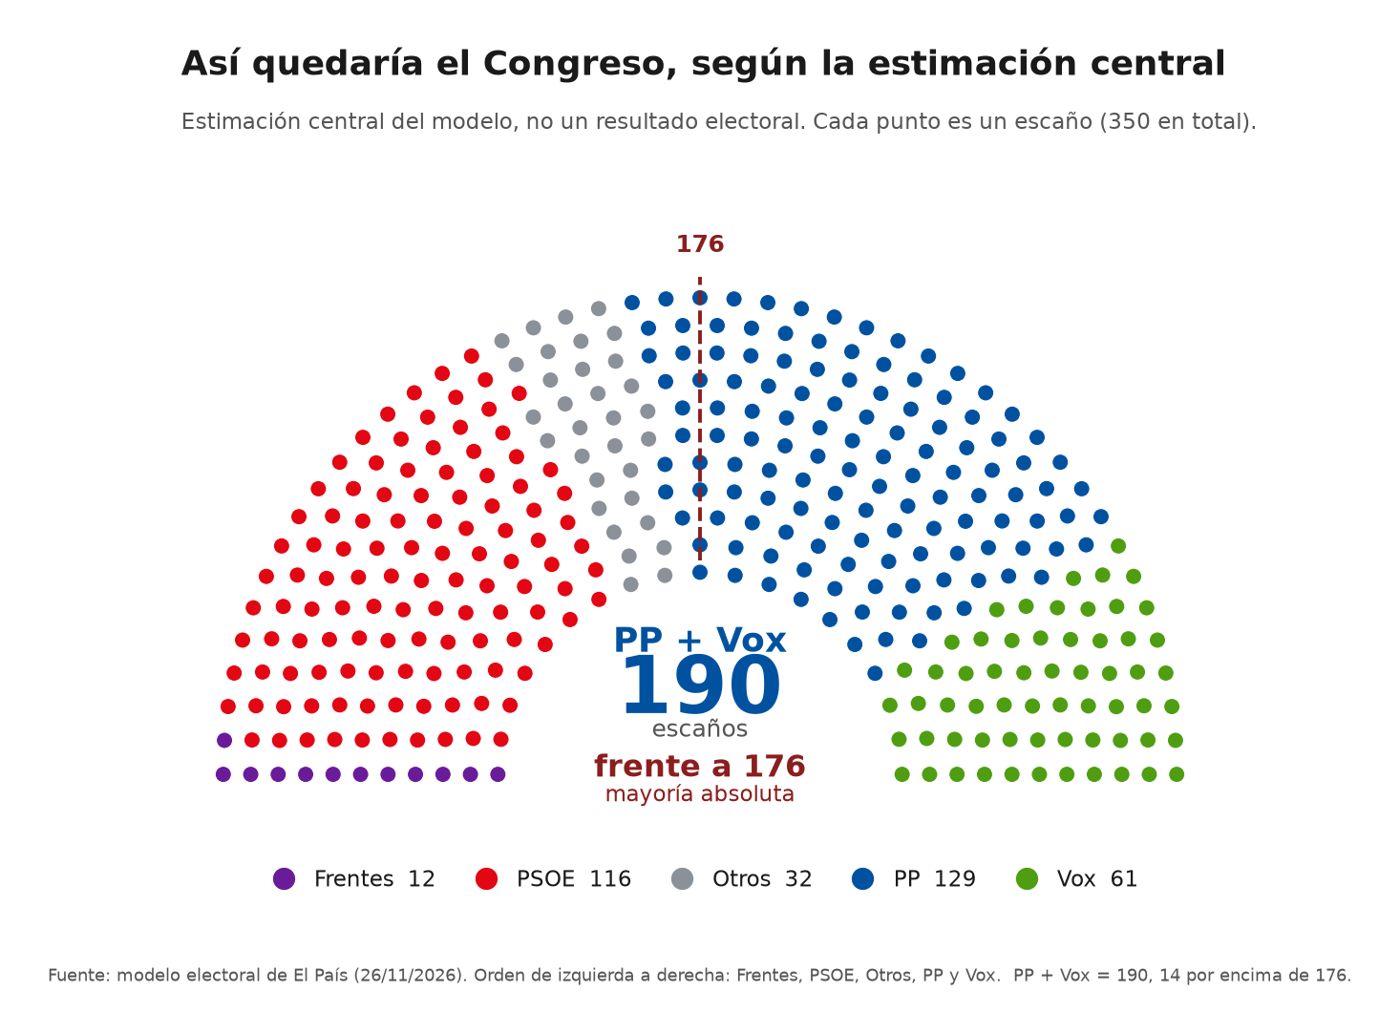 Así quedaría el Congreso, según la estimación central
Estimación central del modelo, no un resultado electoral. Cada punto es un escaño (350 en total).
176
PP + Vox
190
escaños
frente a 176
mayoría absoluta
Frentes 12 PSOE 116 Otros 32 PP 129 Vox 61
Fuente: modelo electoral de El País (26/11/2026). Orden de izquierda a derecha: Frentes, PSOE, Otros, PP y Vox. PP + Vox = 190, 14 por encima de 176.